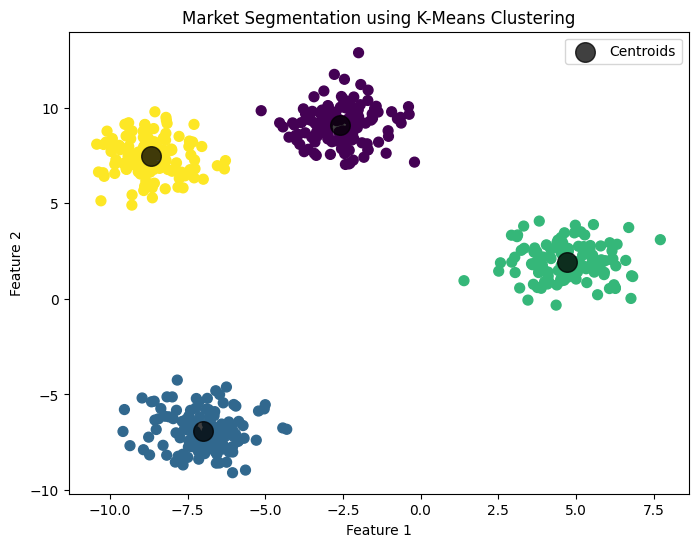 Market Segmentation using K-Means Clustering
Centroids
Feature 2
10
5
0
−5
−10
−10.0 −7.5 −5.0 −2.5 0.0 2.5 5.0 7.5
Feature 1